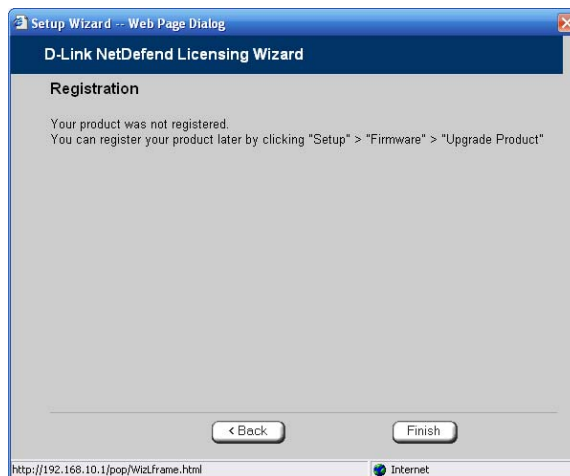 Setup Wizard -- Web Page Dialog
D-Link NetDefend Licensing Wizard
Registration
Your product was not registered.
You can register your product later by clicking "Setup" > "Firmware" > "Upgrade Product"
< Back
Finish
http://192.168.10.1/pop/WizLframe.html
Internet